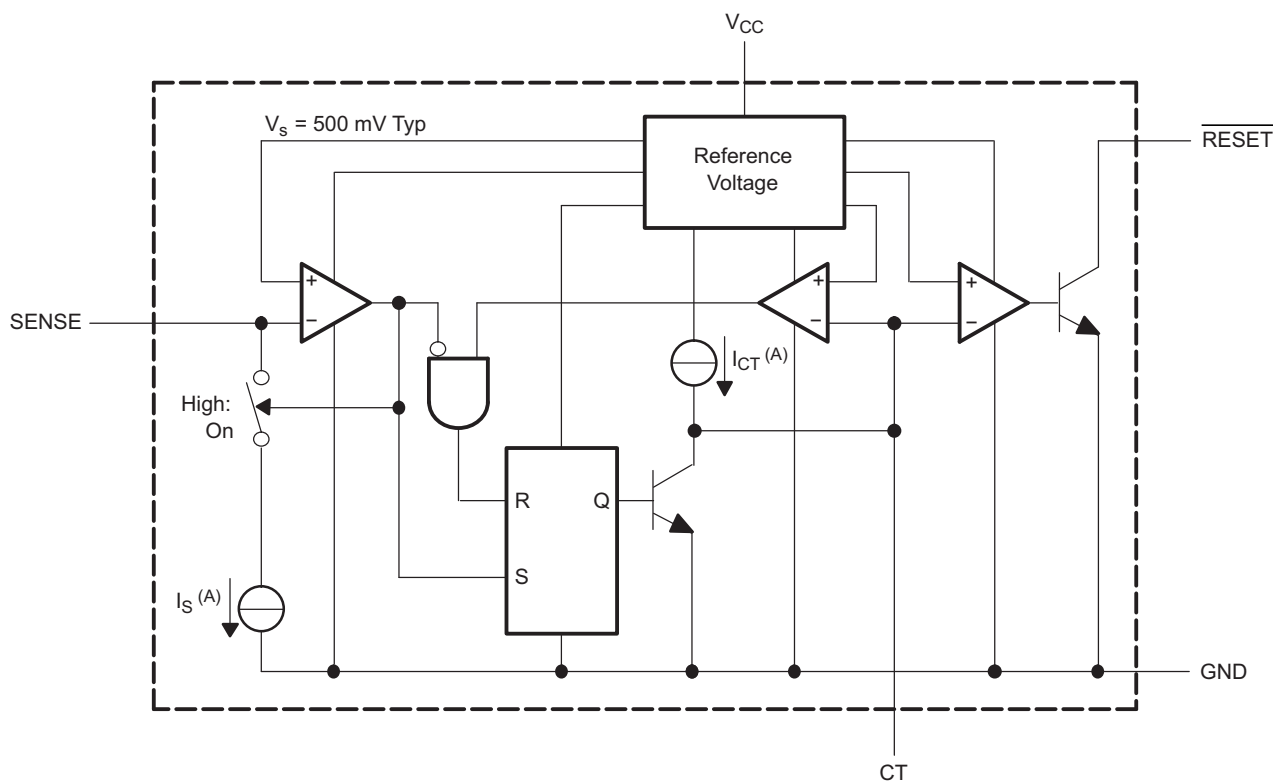 VCC
Vs = 500 mV Typ
RESET
Reference
Voltage
+
−
+
−
+
−
SENSE
ICT (A)
High:
On
R
Q
S
IS (A)
GND
CT